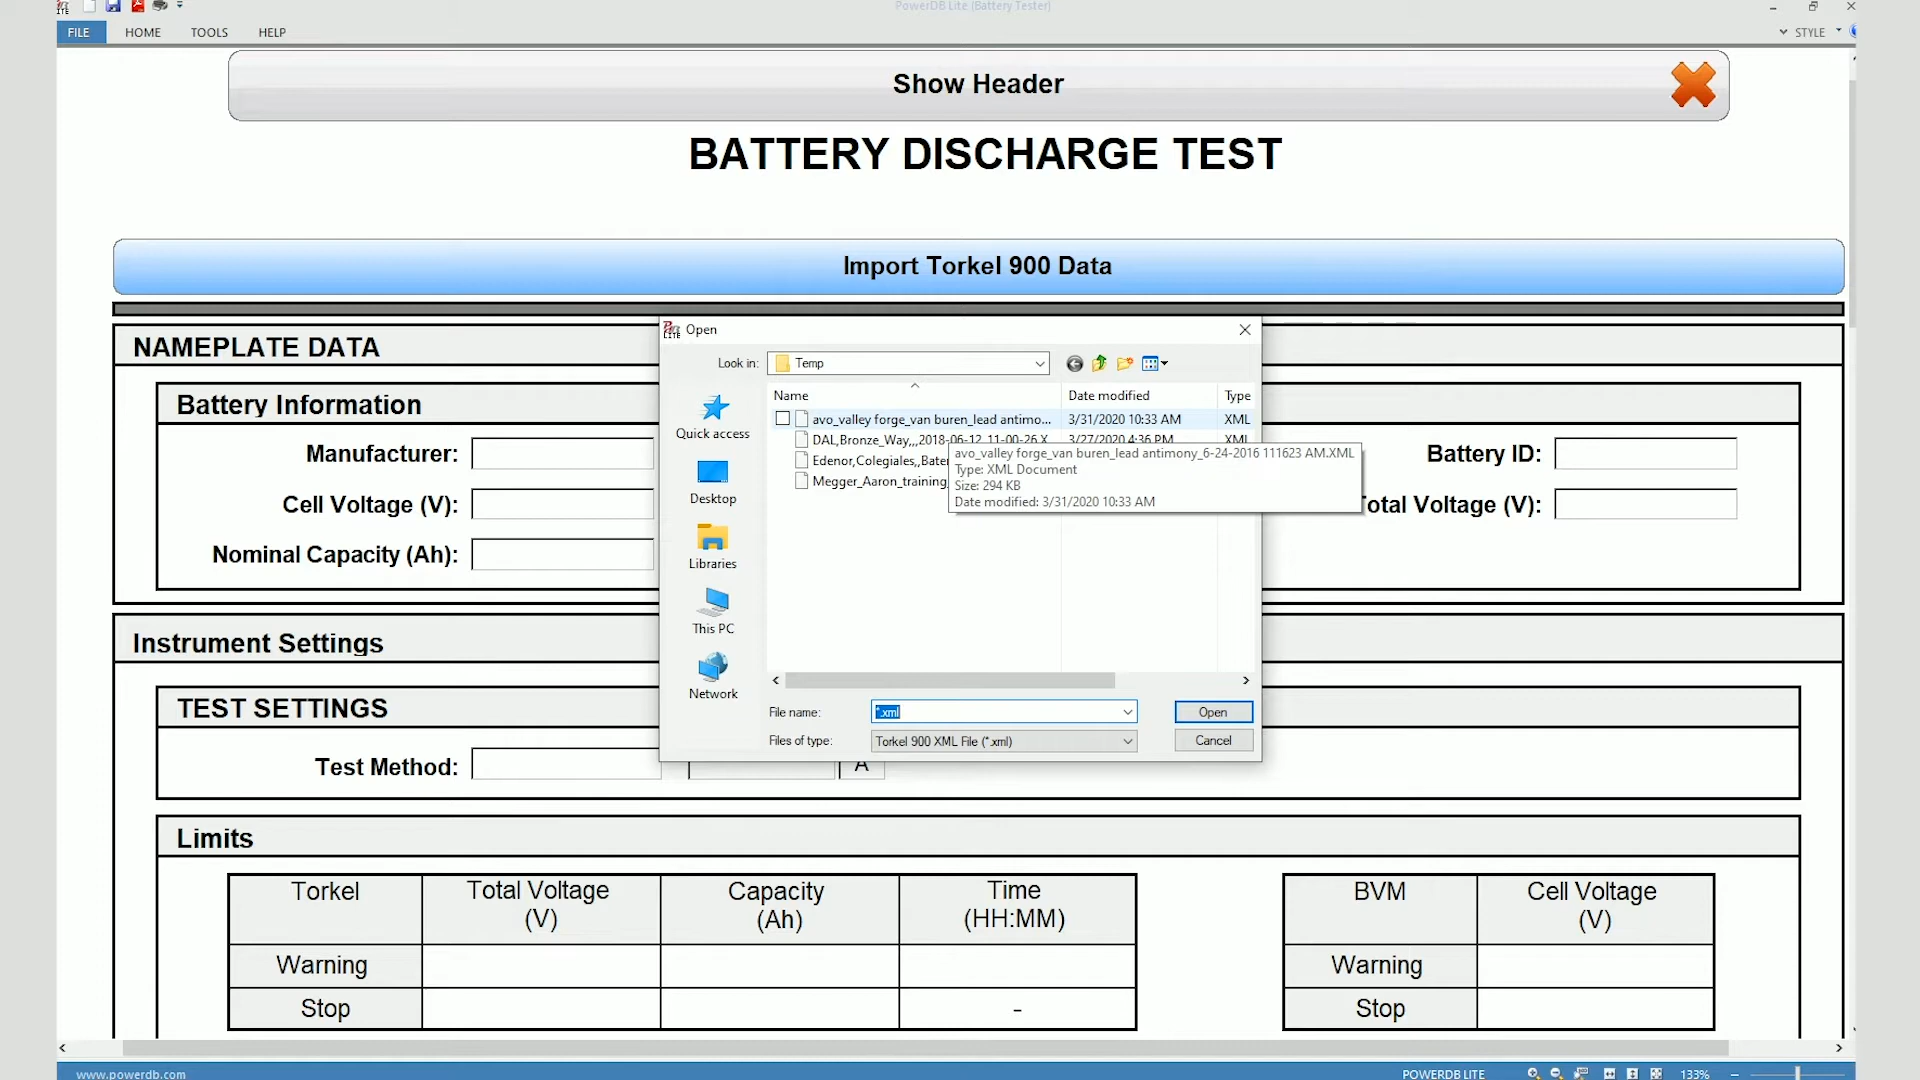 PowerDB Lite (Battery Tester)
FILE HOME TOOLS HELP STYLE
Show Header
BATTERY DISCHARGE TEST
Import Torkel 900 Data
NAMEPLATE DATA
Battery Information
Manufacturer:
Battery ID:
Cell Voltage (V):
otal Voltage (V):
Nominal Capacity (Ah):
Open
Look in: Temp
Name Date modified Type
avo_valley forge_van buren_lead antimo... 3/31/2020 10:33 AM XML
DAL,Bronze_Way,,,2018-06-12_11-00-26.X 3/27/2020 4:36 PM XML
Edenor,Colegiales,,Bater
Megger_Aaron_training,
avo_valley forge_van buren_lead antimony_6-24-2016 111623 AM.XML
Type: XML Document
Size: 294 KB
Date modified: 3/31/2020 10:33 AM
Quick access
Desktop
Libraries
This PC
Network
File name: *.xml Open
Files of type: Torkel 900 XML File (*.xml) Cancel
Instrument Settings
TEST SETTINGS
Test Method: A
Limits
Torkel Total Voltage (V) Capacity (Ah) Time (HH:MM)
Warning
Stop -
BVM Cell Voltage (V)
Warning
Stop
www.powerdb.com POWERDB LITE 133%